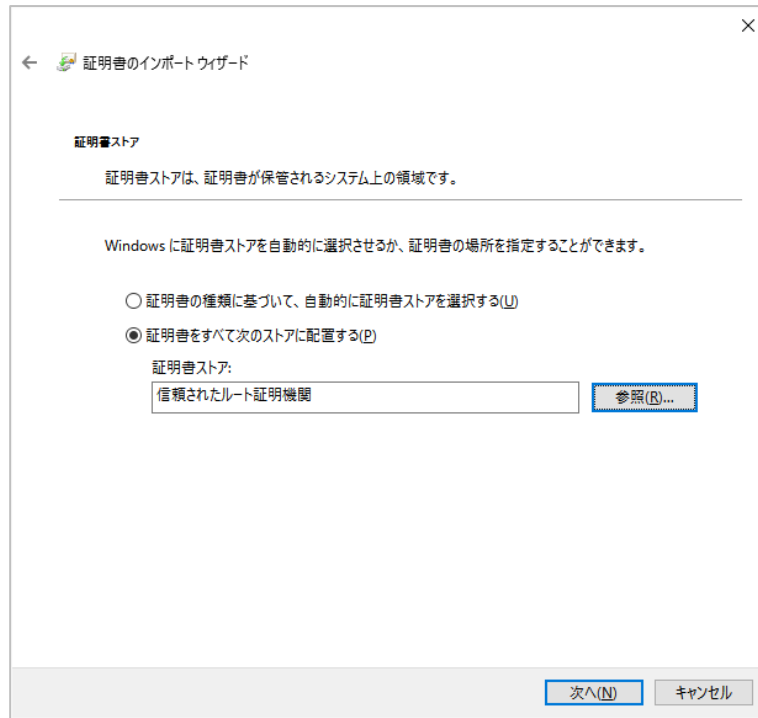 証明書のインポート ウィザード
証明書ストア
証明書ストアは、証明書が保管されるシステム上の領域です。
Windows に証明書ストアを自動的に選択させるか、証明書の場所を指定することができます。
証明書の種類に基づいて、自動的に証明書ストアを選択する(U)
証明書をすべて次のストアに配置する(P)
証明書ストア:
信頼されたルート証明機関
参照(R)...
次へ(N)
キャンセル